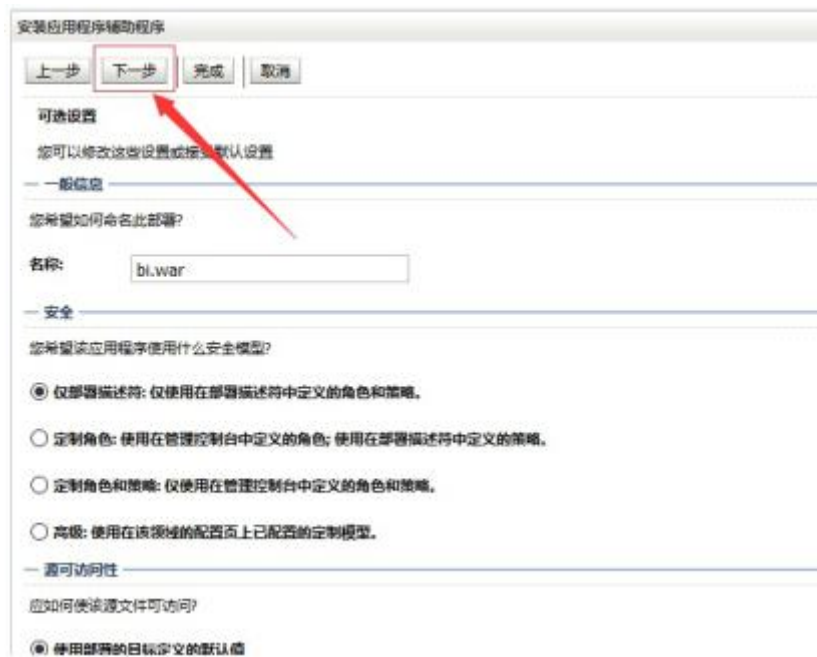 安装应用程序辅助程序
上一步 下一步 完成 取消
可选设置
您可以修改这些设置或接受默认设置
一般信息
您希望如何命名此部署?
名称: bi.war
安全
您希望该应用程序使用什么安全模型?
仅部署描述符: 仅使用在部署描述符中定义的角色和策略。
定制角色: 使用在管理控制台中定义的角色; 使用在部署描述符中定义的策略。
定制角色和策略: 仅使用在管理控制台中定义的角色和策略。
高级: 使用在该领域的配置页上已配置的定制模型。
源可访问性
应如何使该源文件可访问?
使用部署的目标定义的默认值